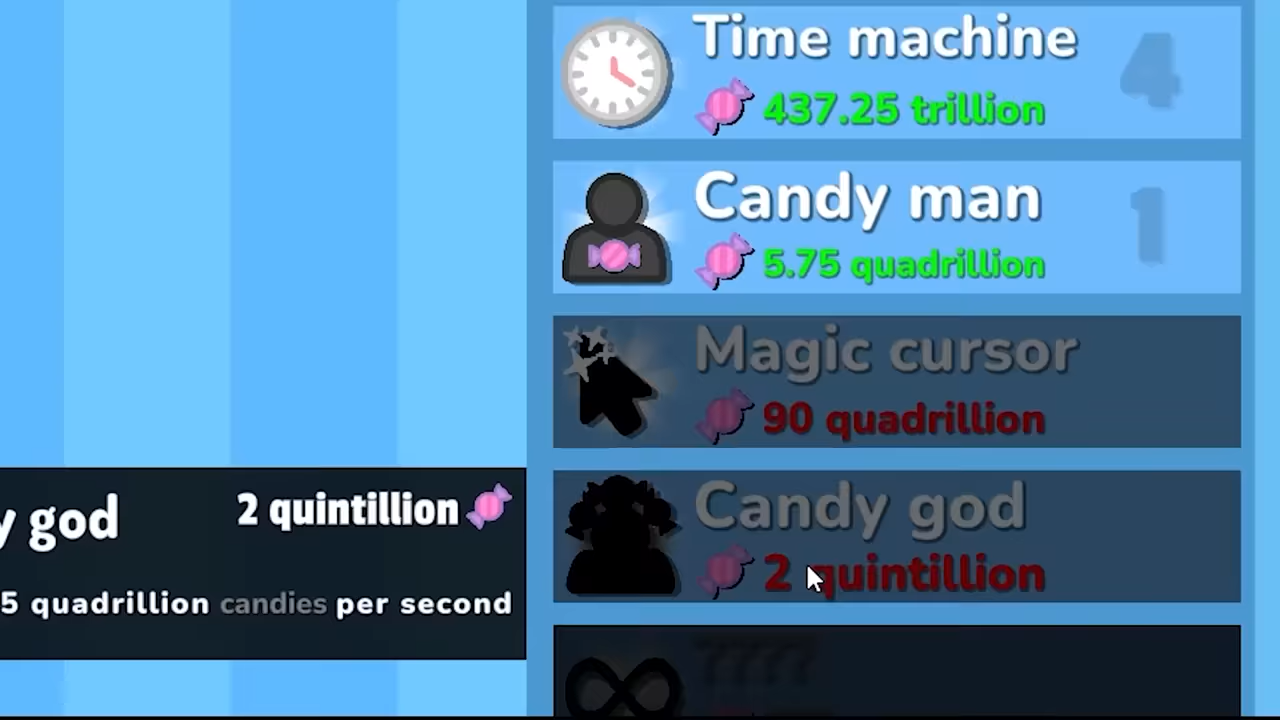 Time machine
4
437.25 trillion
Candy man
1
5.75 quadrillion
Magic cursor
90 quadrillion
y god
2 quintillion
Candy god
2 quintillion
5 quadrillion candies per second
????